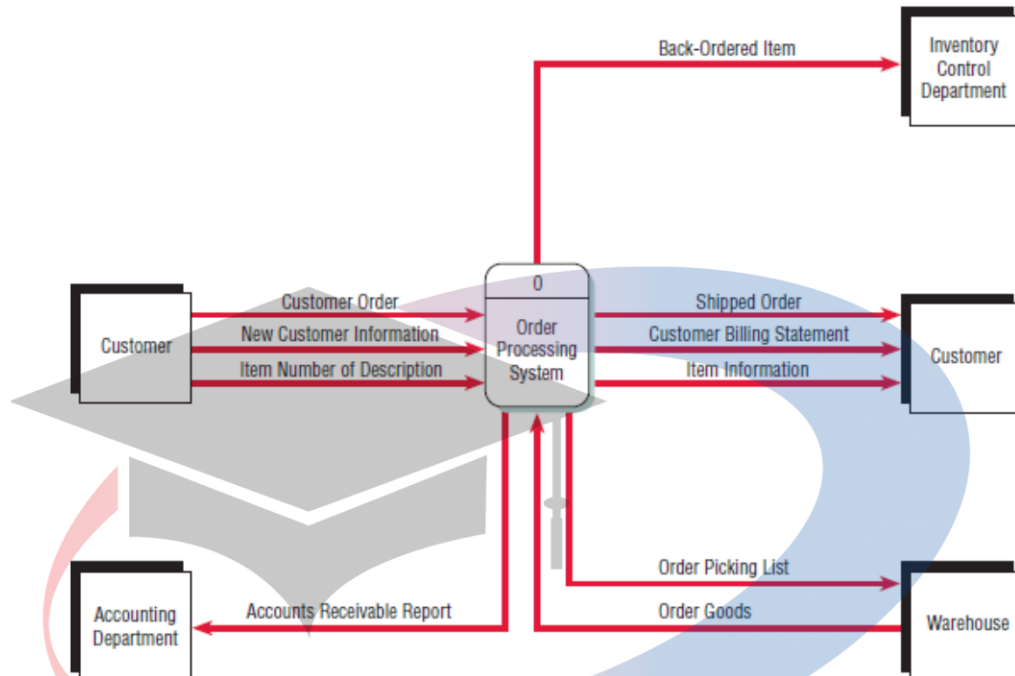 Back-Ordered Item
Inventory
Control
Department
0
Customer
Customer Order
New Customer Information
Item Number of Description
Order
Processing
System
Shipped Order
Customer Billing Statement
Item Information
Customer
Accounting
Department
Accounts Receivable Report
Order Picking List
Order Goods
Warehouse